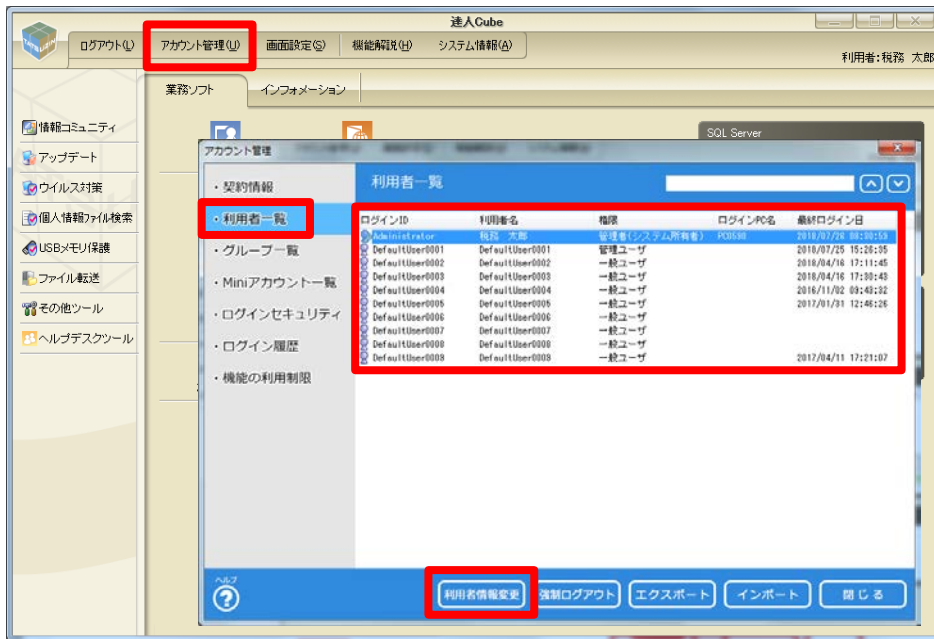 達人Cube
ログアウト(L) アカウント管理(U) 画面設定(S) 機能解説(H) システム情報(A)
利用者:税務 太郎
業務ソフト インフォメーション
情報コミュニティ
アップデート
ウイルス対策
個人情報ファイル検索
USBメモリ保護
ファイル転送
その他ツール
ヘルプデスクツール
SQL Server
アカウント管理
・契約情報
・利用者一覧
・グループ一覧
・Miniアカウント一覧
・ログインセキュリティ
・ログイン履歴
・機能の利用制限
利用者一覧
ログインID 利用者名 権限 ログインPC名 最終ログイン日
Administrator 税務 太郎 管理者(システム所有者) PC0598 2018/07/26 08:30:59
DefaultUser0001 DefaultUser0001 管理ユーザ 2018/07/25 15:26:35
DefaultUser0002 DefaultUser0002 一般ユーザ 2018/04/16 17:11:45
DefaultUser0003 DefaultUser0003 一般ユーザ 2018/04/16 17:30:43
DefaultUser0004 DefaultUser0004 一般ユーザ 2016/11/02 09:43:32
DefaultUser0005 DefaultUser0005 一般ユーザ 2017/01/31 12:46:26
DefaultUser0006 DefaultUser0006 一般ユーザ
DefaultUser0007 DefaultUser0007 一般ユーザ
DefaultUser0008 DefaultUser0008 一般ユーザ
DefaultUser0009 DefaultUser0009 一般ユーザ 2017/04/11 17:21:07
ヘルプ
利用者情報変更 強制ログアウト エクスポート インポート 閉じる